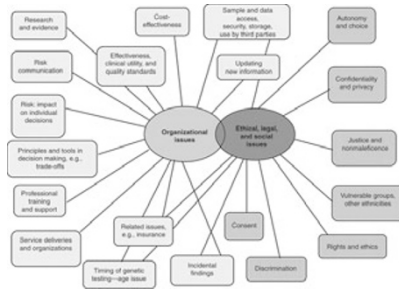 Research
and evidence
Cost-
effectiveness
Sample and data
access,
security, storage,
use by third parties
Autonomy
and choice
Risk
communication
Effectiveness,
clinical utility, and
quality standards
Updating
new information
Confidentiality
and privacy
Risk: impact
on individual
decisions
Organizational
issues
Ethical, legal,
and social
issues
Justice and
nonmaleficence
Principles and tools in
decision making, e.g.,
trade-offs
Professional
training
and support
Vulnerable groups,
other ethnicities
Service deliveries
and organizations
Related issues,
e.g., insurance
Consent
Rights and ethics
Timing of genetic
testing—age issue
Incidental
findings
Discrimination